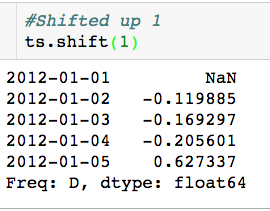 #Shifted up 1
ts.shift(1)
2012-01-01 NaN
2012-01-02 -0.119885
2012-01-03 -0.169297
2012-01-04 -0.205601
2012-01-05 0.627337
Freq: D, dtype: float64